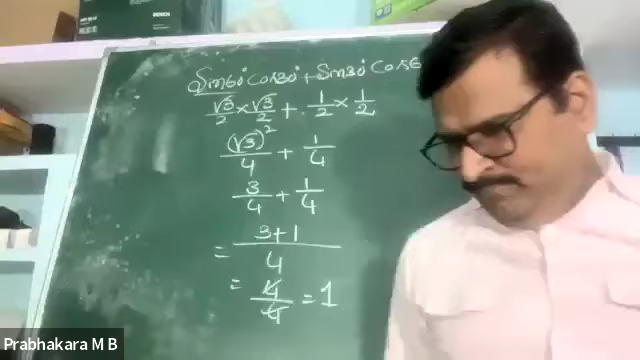 BOSCH
Sin60° Cos30° + Sin30° Cos6
√3/2 × √3/2 + 1/2 × 1/2
(√3)²/4 + 1/4
3/4 + 1/4
= 3+1/4
= 4/4 = 1
Prabhakara M B